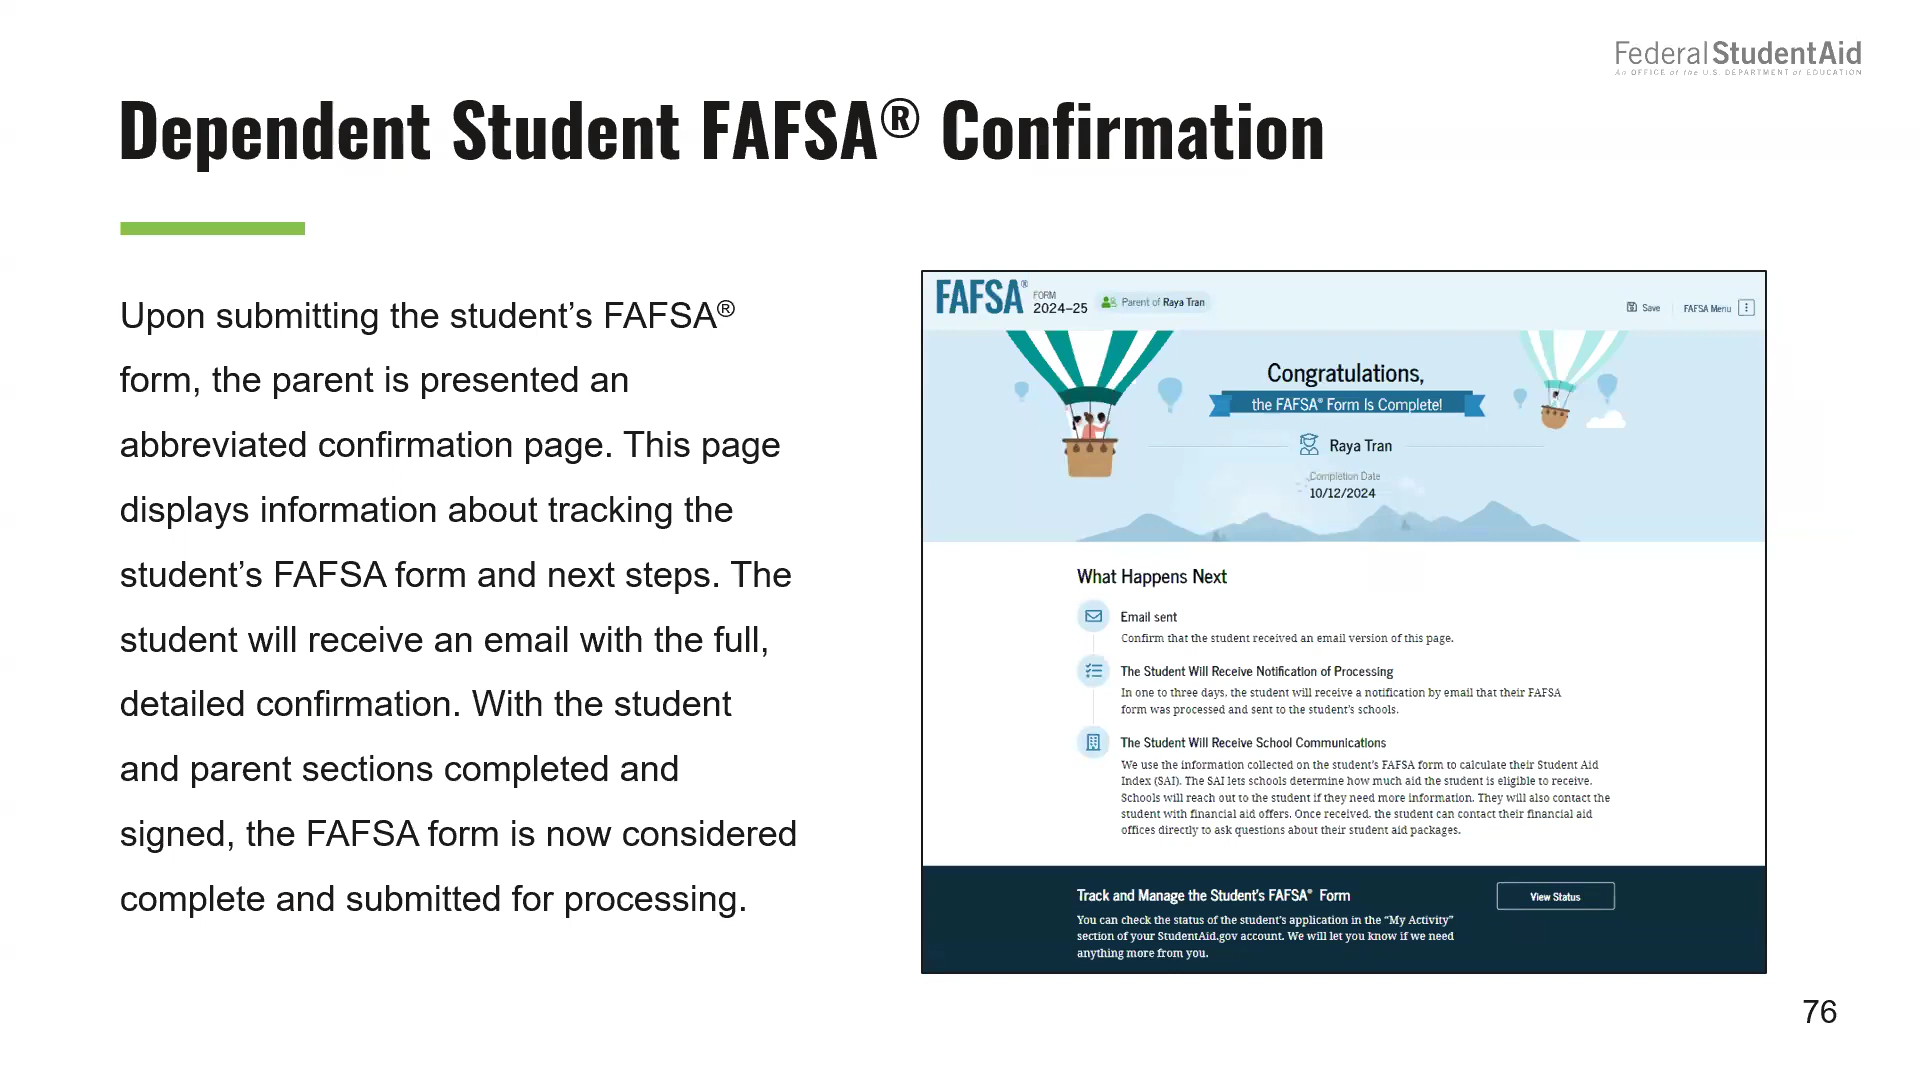 Federal StudentAid
An OFFICE of the U.S. DEPARTMENT of EDUCATION
Dependent Student FAFSA® Confirmation
Upon submitting the student’s FAFSA®
form, the parent is presented an
abbreviated confirmation page. This page
displays information about tracking the
student’s FAFSA form and next steps. The
student will receive an email with the full,
detailed confirmation. With the student
and parent sections completed and
signed, the FAFSA form is now considered
complete and submitted for processing.
FAFSA®
FORM
2024–25
Parent of Raya Tran
Save
FAFSA Menu
Congratulations,
the FAFSA® Form Is Complete!
Raya Tran
Completion Date
10/12/2024
What Happens Next
Email sent
Confirm that the student received an email version of this page.
The Student Will Receive Notification of Processing
In one to three days, the student will receive a notification by email that their FAFSA
form was processed and sent to the student’s schools.
The Student Will Receive School Communications
We use the information collected on the student’s FAFSA form to calculate their Student Aid
Index (SAI). The SAI lets schools determine how much aid the student is eligible to receive.
Schools will reach out to the student if they need more information. They will also contact the
student with financial aid offers. Once received, the student can contact their financial aid
offices directly to ask questions about their student aid packages.
Track and Manage the Student’s FAFSA® Form
You can check the status of the student’s application in the “My Activity”
section of your StudentAid.gov account. We will let you know if we need
anything more from you.
View Status
76